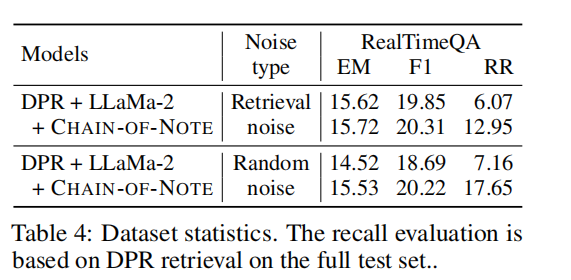 Models Noise type RealTimeQA
EM F1 RR
DPR + LLaMa-2 Retrieval 15.62 19.85 6.07
+ CHAIN-OF-NOTE noise 15.72 20.31 12.95
DPR + LLaMa-2 Random 14.52 18.69 7.16
+ CHAIN-OF-NOTE noise 15.53 20.22 17.65
Table 4: Dataset statistics. The recall evaluation is
based on DPR retrieval on the full test set..